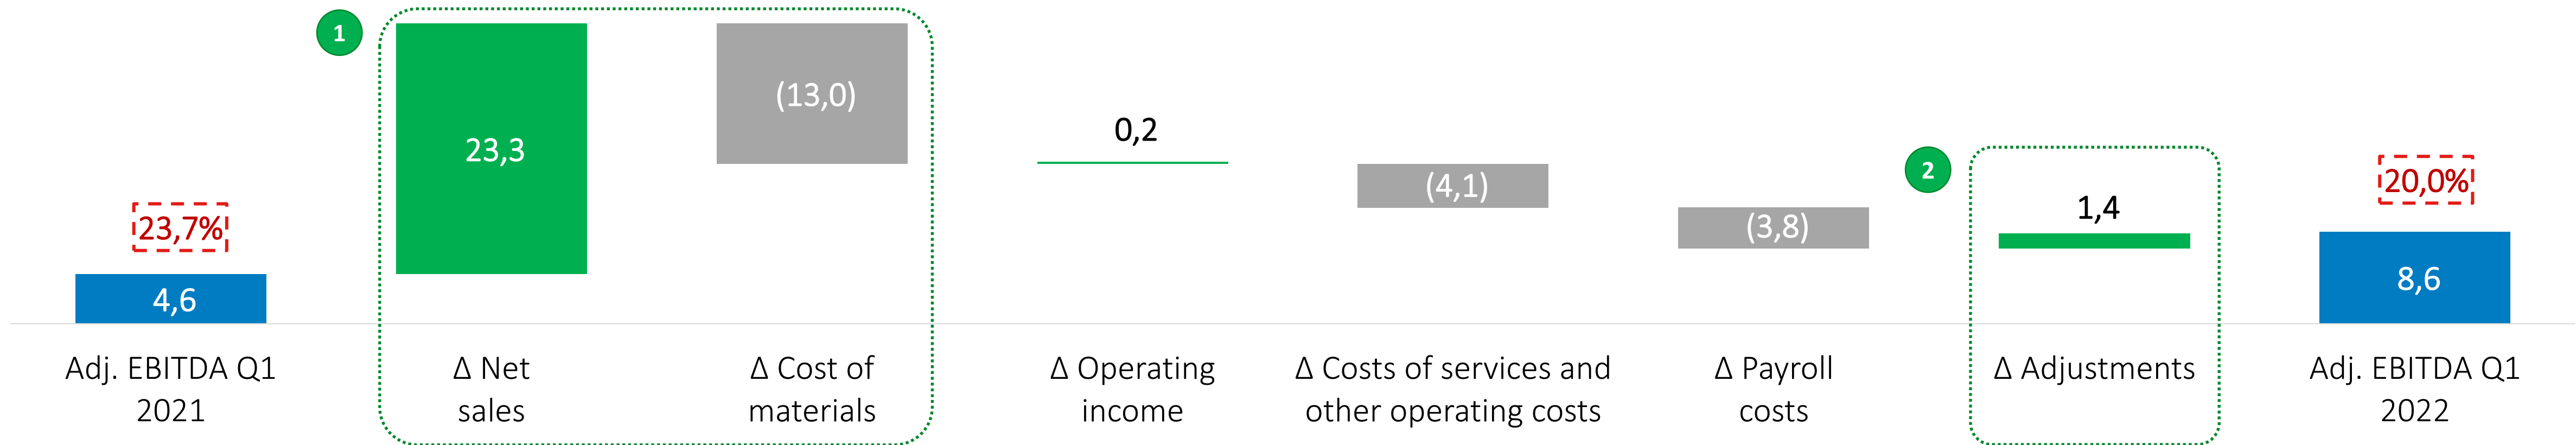 1
23,3
(13,0)
0,2
(4,1)
(3,8)
2
1,4
23,7%
4,6
20,0%
8,6
Adj. EBITDA Q1
2021
Δ Net
sales
Δ Cost of
materials
Δ Operating
income
Δ Costs of services and
other operating costs
Δ Payroll
costs
Δ Adjustments
Adj. EBITDA Q1
2022